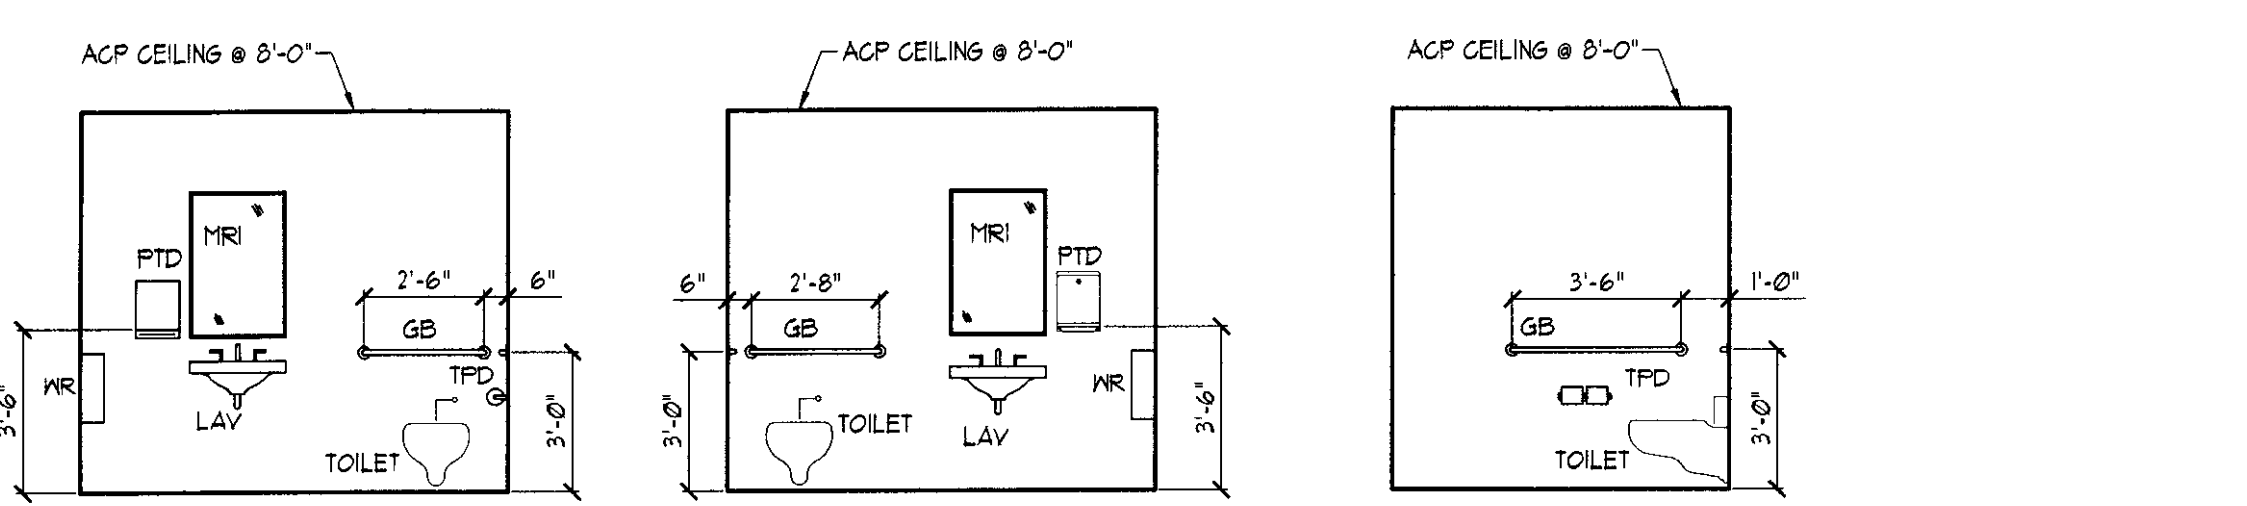 ACP CEILING @ 8'-0"
MRI
PTD
2'-6"
6"
GB
TPD
WR
LAV
TOILET
3'-6"
3'-0"
ACP CEILING @ 8'-0"
MRI
PTD
6"
2'-8"
GB
WR
TOILET
LAV
3'-0"
3'-6"
ACP CEILING @ 8'-0"
3'-6"
1'-0"
GB
TPD
TOILET
3'-0"